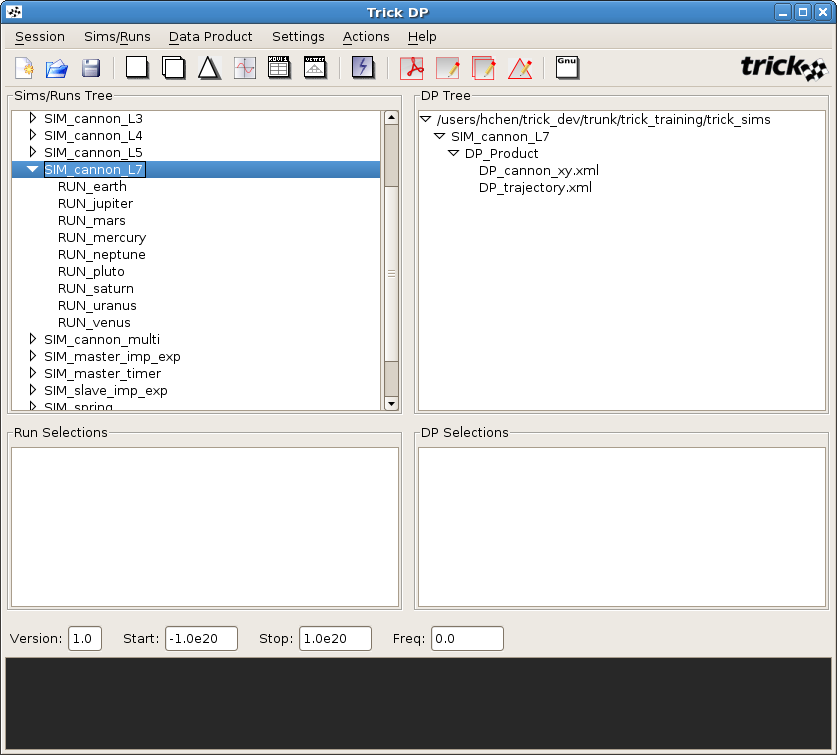 Trick DP
Session Sims/Runs Data Product Settings Actions Help
Gnu
trick
Sims/Runs Tree
SIM_cannon_L3
SIM_cannon_L4
SIM_cannon_L5
SIM_cannon_L7
RUN_earth
RUN_jupiter
RUN_mars
RUN_mercury
RUN_neptune
RUN_pluto
RUN_saturn
RUN_uranus
RUN_venus
SIM_cannon_multi
SIM_master_imp_exp
SIM_master_timer
SIM_slave_imp_exp
SIM_spring
DP Tree
/users/hchen/trick_dev/trunk/trick_training/trick_sims
SIM_cannon_L7
DP_Product
DP_cannon_xy.xml
DP_trajectory.xml
Run Selections
DP Selections
Version: 1.0 Start: -1.0e20 Stop: 1.0e20 Freq: 0.0